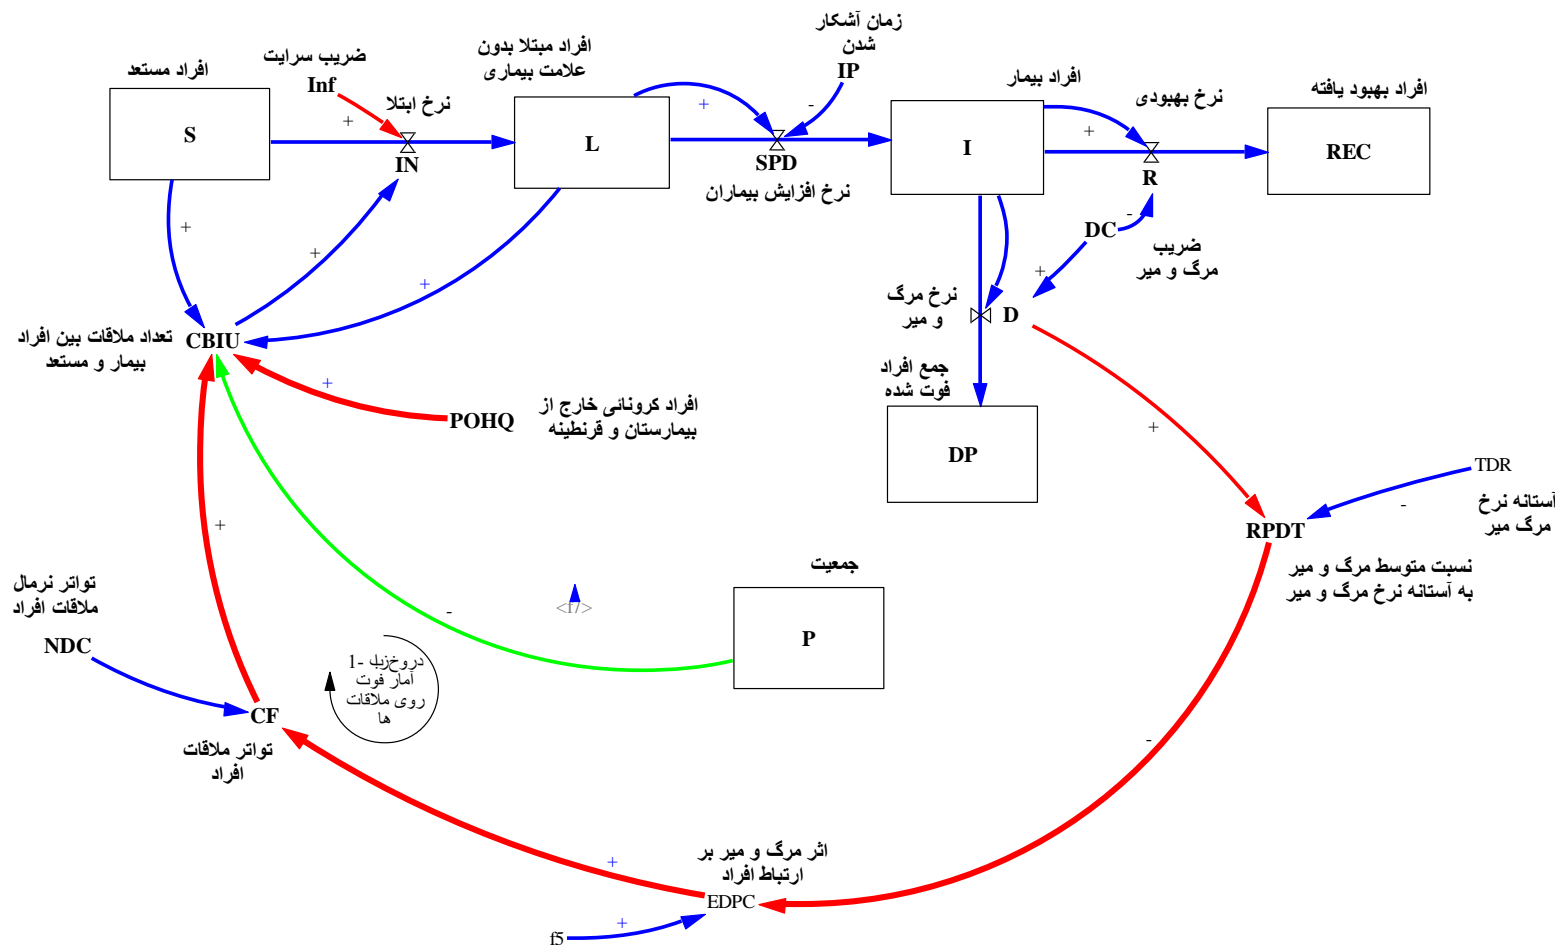 زمان آشکار
شدن
IP
افراد مبتلا بدون
علامت بیماری
ضریب سرایت
Inf
افراد مستعد
S
+
نرخ ابتلا
IN
L
+
-
SPD
نرخ افزایش بیماران
افراد بیمار
I
نرخ بهبودی
+
R
افراد بهبود یافته
REC
-
DC
ضریب
مرگ و میر
+
+
+
+
نرخ مرگ
و میر
D
CBIU
تعداد ملاقات بین افراد
بیمار و مستعد
جمع افراد
فوت شده
DP
+
POHQ
افراد کرونائی خارج از
بیمارستان و قرنطینه
+
TDR
آستانه نرخ
مرگ میر
-
RPDT
نسبت متوسط مرگ و میر
به آستانه نرخ مرگ و میر
+
جمعیت
P
-
تواتر نرمال
ملاقات افراد
NDC
1-
آمار فوت
روی ملاقات
ها
CF
تواتر ملاقات
افراد
-
+
اثر مرگ و میر بر
ارتباط افراد
EDPC
+
f5